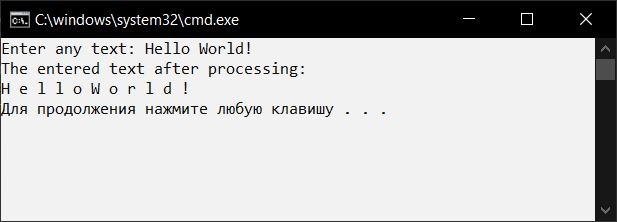 C:\windows\system32\cmd.exe
Enter any text: Hello World!
The entered text after processing:
H e l l o W o r l d !
Для продолжения нажмите любую клавишу . . .